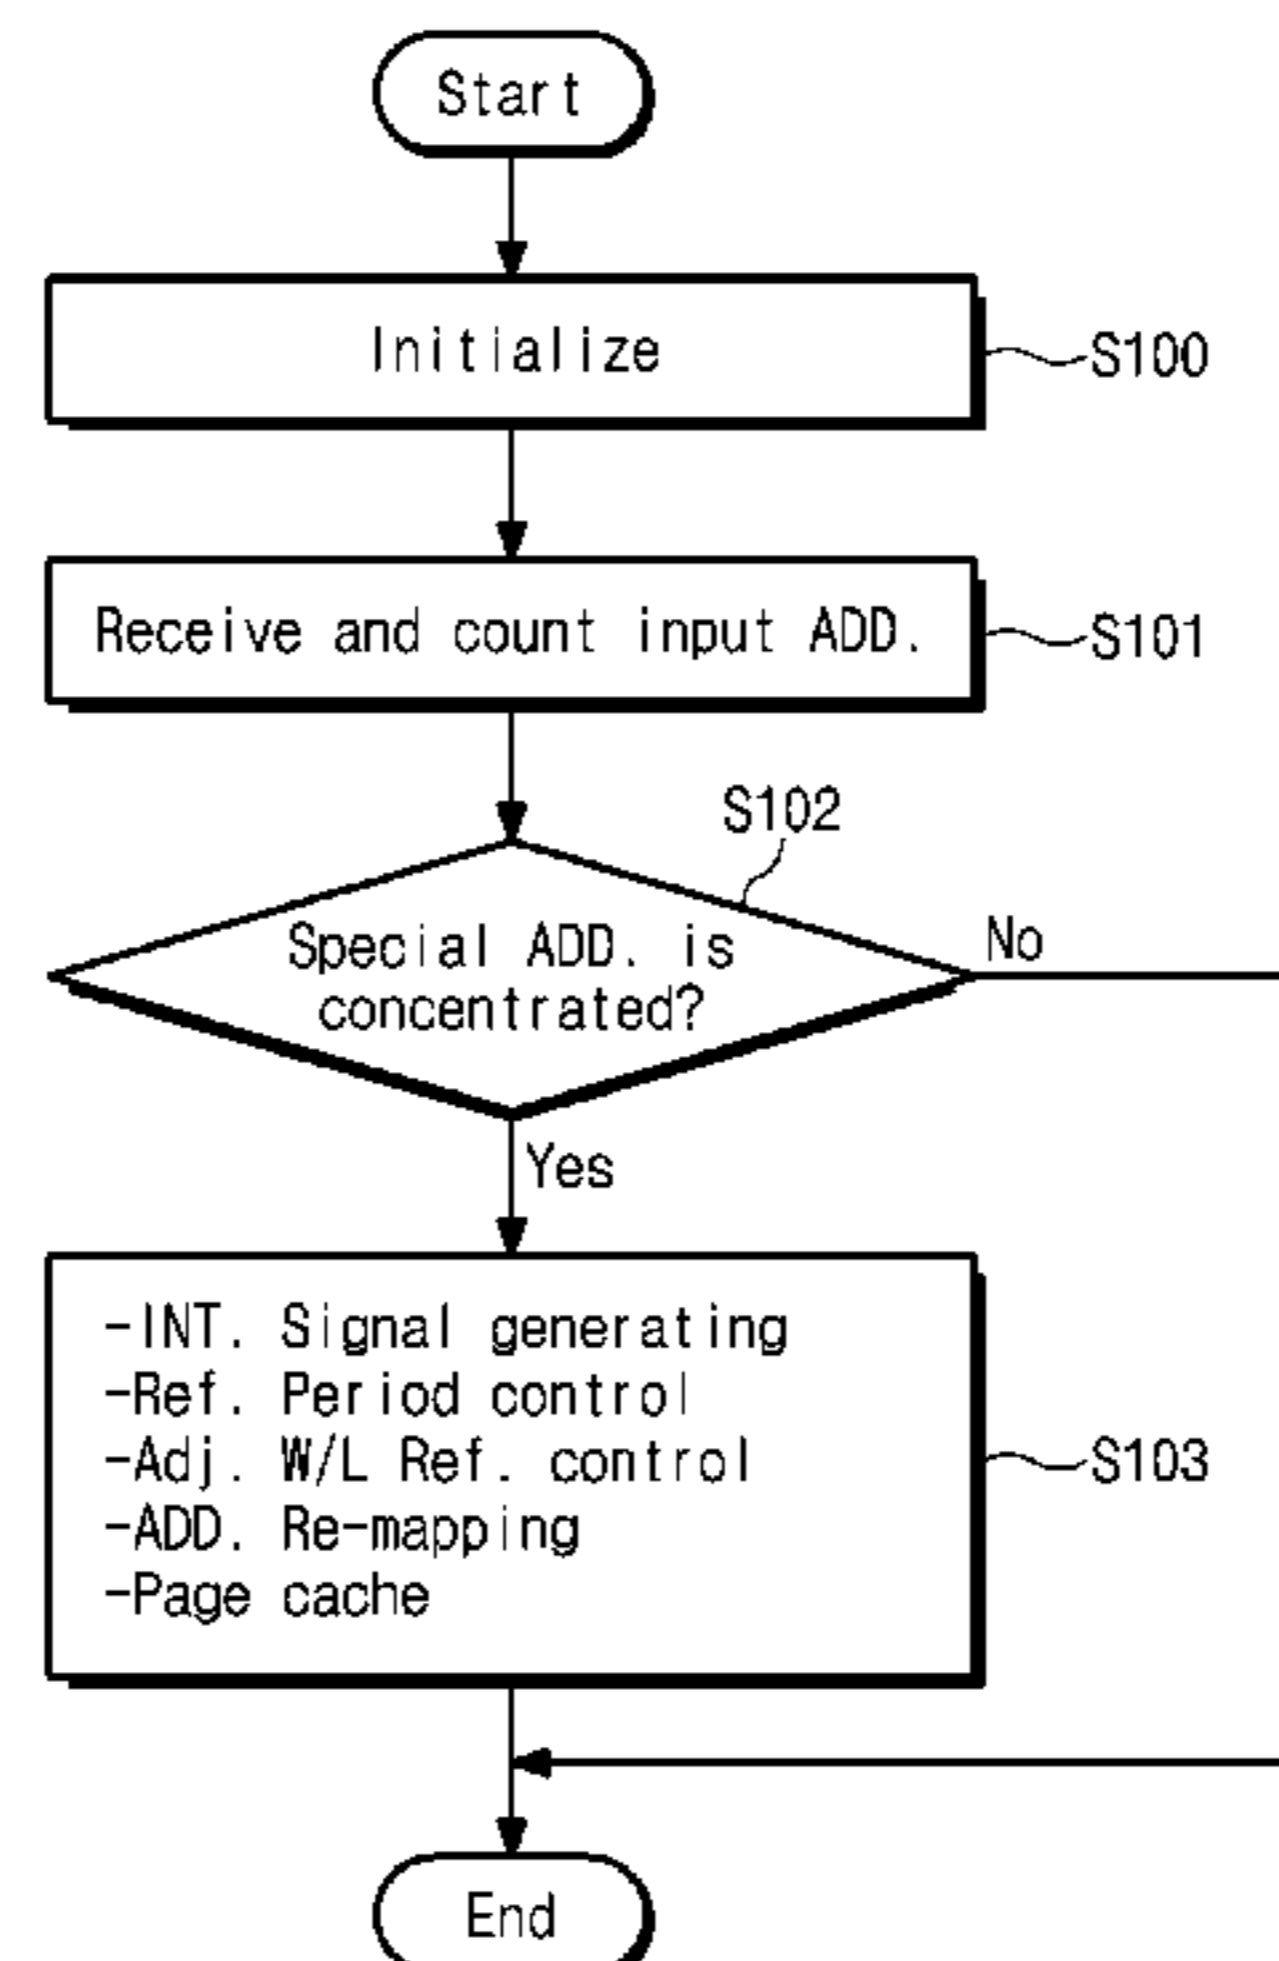 Start
Initialize
S100
Receive and count input ADD.
S101
S102
Special ADD. is
concentrated?
No
Yes
-INT. Signal generating
-Ref. Period control
-Adj. W/L Ref. control
-ADD. Re-mapping
-Page cache
S103
End